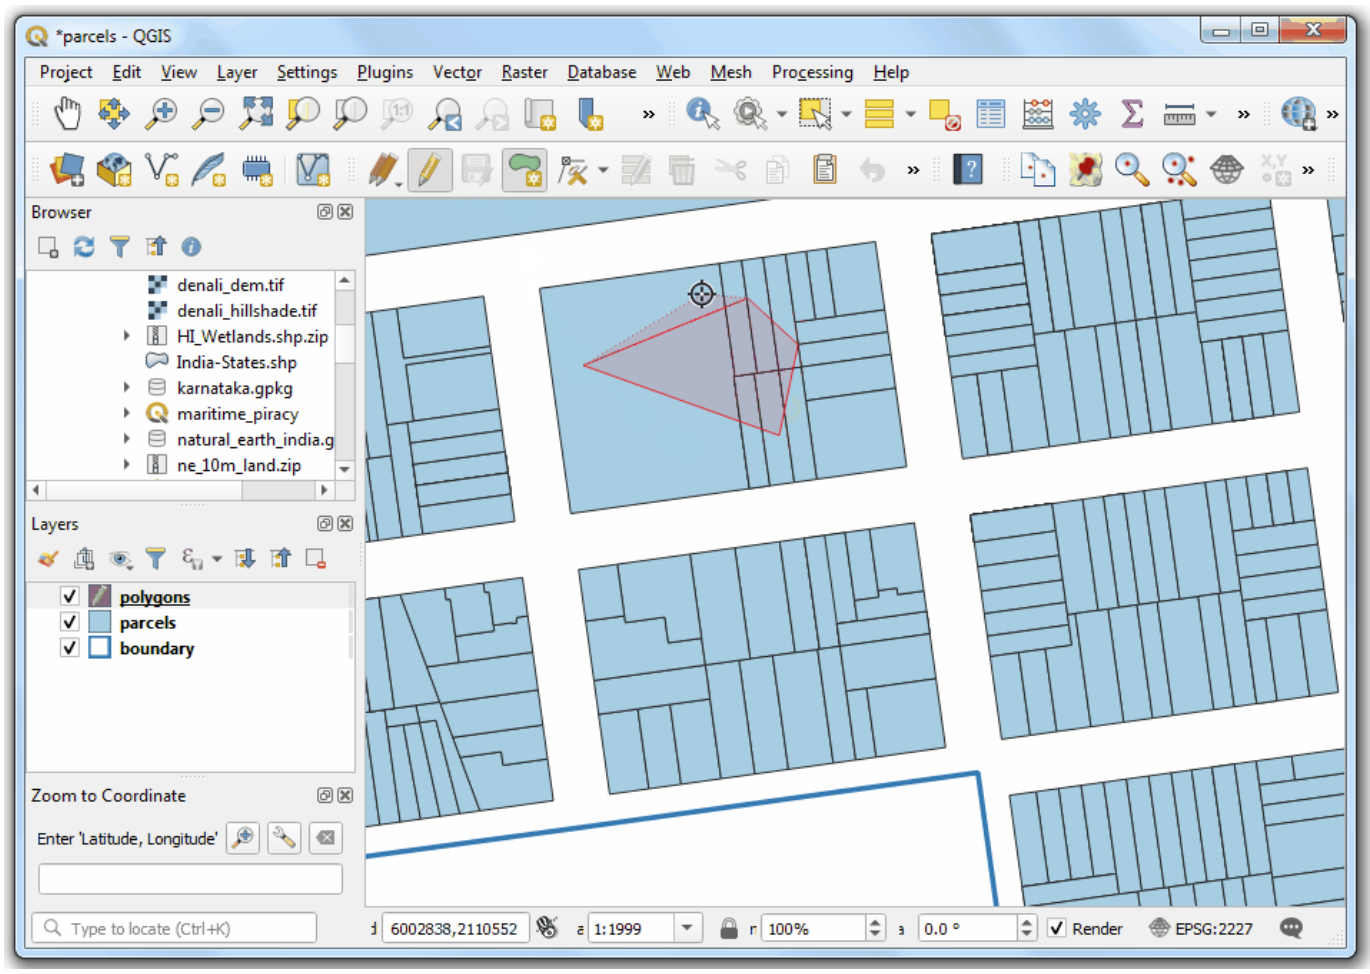 *parcels - QGIS
Project Edit View Layer Settings Plugins Vector Raster Database Web Mesh Processing Help
1:1
» » »
» ? X,Y »
Browser
denali_dem.tif
denali_hillshade.tif
HI_Wetlands.shp.zip
India-States.shp
karnataka.gpkg
maritime_piracy
natural_earth_india.g
ne_10m_land.zip
Layers
polygons
parcels
boundary
Zoom to Coordinate
Enter 'Latitude, Longitude'
Type to locate (Ctrl+K) 6002838,2110552 1:1999 100% 0.0 ° Render EPSG:2227